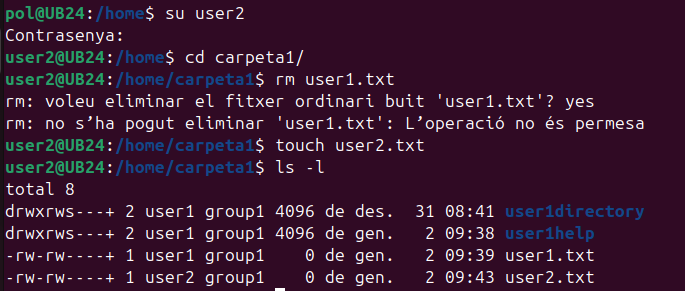 pol@UB24:/home$ su user2
Contrasenya:
user2@UB24:/home$ cd carpeta1/
user2@UB24:/home/carpeta1$ rm user1.txt
rm: voleu eliminar el fitxer ordinari buit 'user1.txt'? yes
rm: no s’ha pogut eliminar 'user1.txt': L’operació no és permesa
user2@UB24:/home/carpeta1$ touch user2.txt
user2@UB24:/home/carpeta1$ ls -l
total 8
drwxrws---+ 2 user1 group1 4096 de des.  31 08:41 user1directory
drwxrws---+ 2 user1 group1 4096 de gen.   2 09:38 user1help
-rw-rw----+ 1 user1 group1    0 de gen.   2 09:39 user1.txt
-rw-rw----+ 1 user2 group1    0 de gen.   2 09:43 user2.txt